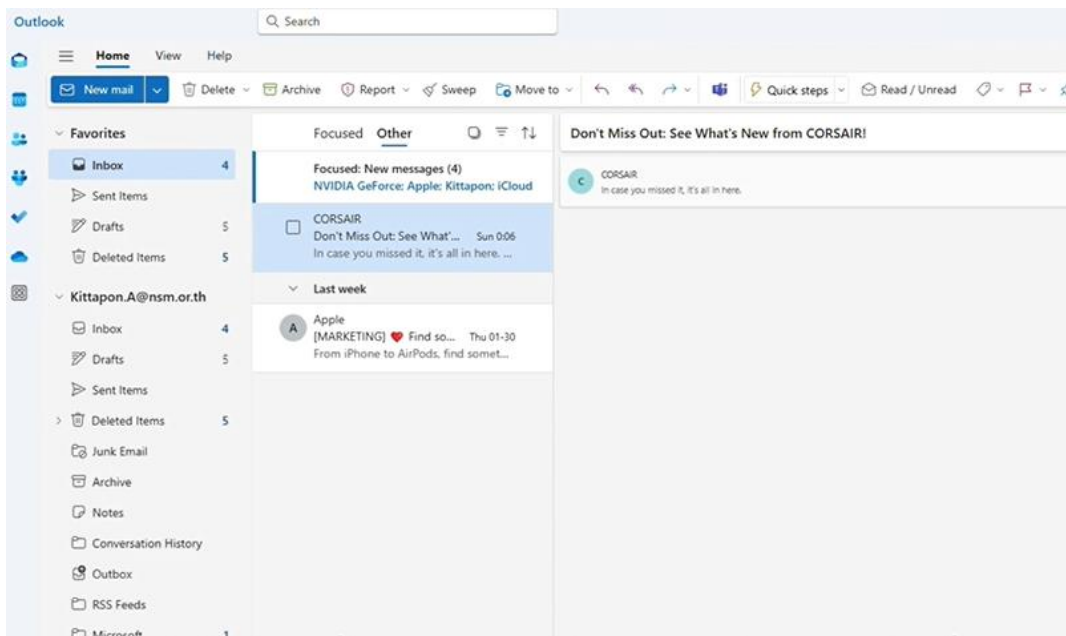 Outlook
Search
Home View Help
New mail Delete Archive Report Sweep Move to Quick steps Read / Unread
Favorites
Inbox 4
Sent Items
Drafts 5
Deleted Items 5
Kittapon.A@nsm.or.th
Inbox 4
Drafts 5
Sent Items
Deleted Items 5
Junk Email
Archive
Notes
Conversation History
Outbox
RSS Feeds
Microsoft 1
Focused Other
Focused: New messages (4)
NVIDIA GeForce; Apple; Kittapon; iCloud
CORSAIR
Don't Miss Out: See What'... Sun 0:06
In case you missed it, it's all in here. ...
Last week
A
Apple
[MARKETING] ❤️ Find so... Thu 01-30
From iPhone to AirPods, find somet...
Don't Miss Out: See What's New from CORSAIR!
C
CORSAIR
In case you missed it, it's all in here.